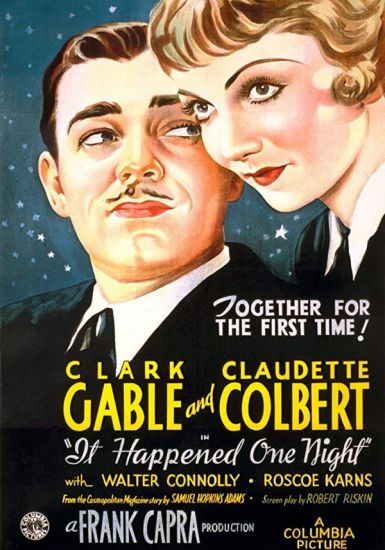 TOGETHER FOR
THE FIRST TIME!
CLARK CLAUDETTE
GABLE and COLBERT
IN
"It Happened One Night"
with WALTER CONNOLLY · ROSCOE KARNS
From the Cosmopolitan Magazine story by SAMUEL HOPKINS ADAMS · Screen play by ROBERT RISKIN
A FRANK CAPRA PRODUCTION
A
COLUMBIA
PICTURE